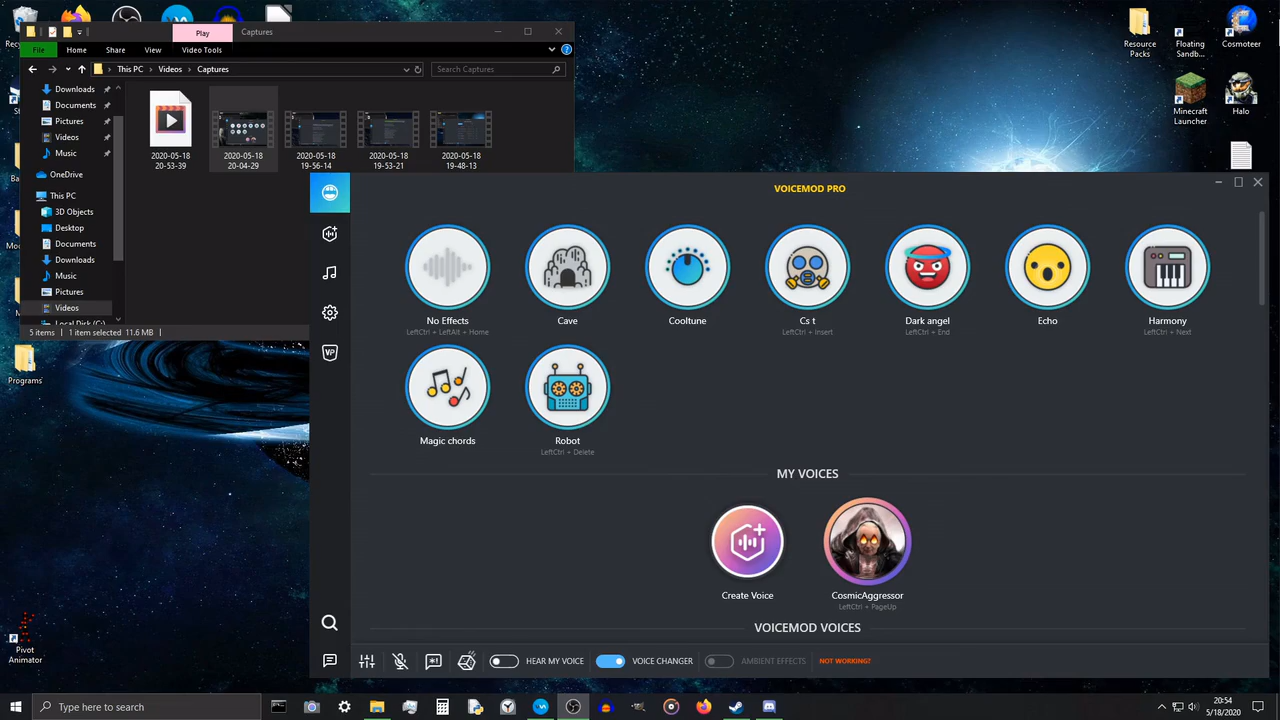 Play
Captures
File
Home
Share
View
Video Tools
This PC
Videos
Captures
Search Captures
Downloads
Documents
Pictures
Videos
Music
OneDrive
This PC
3D Objects
Desktop
Documents
Downloads
Music
Pictures
Videos
Local Disk (C:)
2020-05-18
20-53-39
2020-05-18
20-04-29
2020-05-18
19-56-14
2020-05-18
19-53-21
2020-05-18
19-48-13
5 items
1 item selected 11.6 MB
Resource
Packs
Floating
Sandb...
Cosmoteer
Minecraft
Launcher
Halo
Programs
Pivot
Animator
VOICEMOD PRO
VP
No Effects
LeftCtrl + LeftAlt + Home
Cave
Cooltune
Cs t
LeftCtrl + Insert
Dark angel
LeftCtrl + End
Echo
Harmony
LeftCtrl + Next
Magic chords
Robot
LeftCtrl + Delete
MY VOICES
Create Voice
CosmicAggressor
LeftCtrl + PageUp
VOICEMOD VOICES
HEAR MY VOICE
VOICE CHANGER
AMBIENT EFFECTS
NOT WORKING?
Type here to search
20:54
5/18/2020